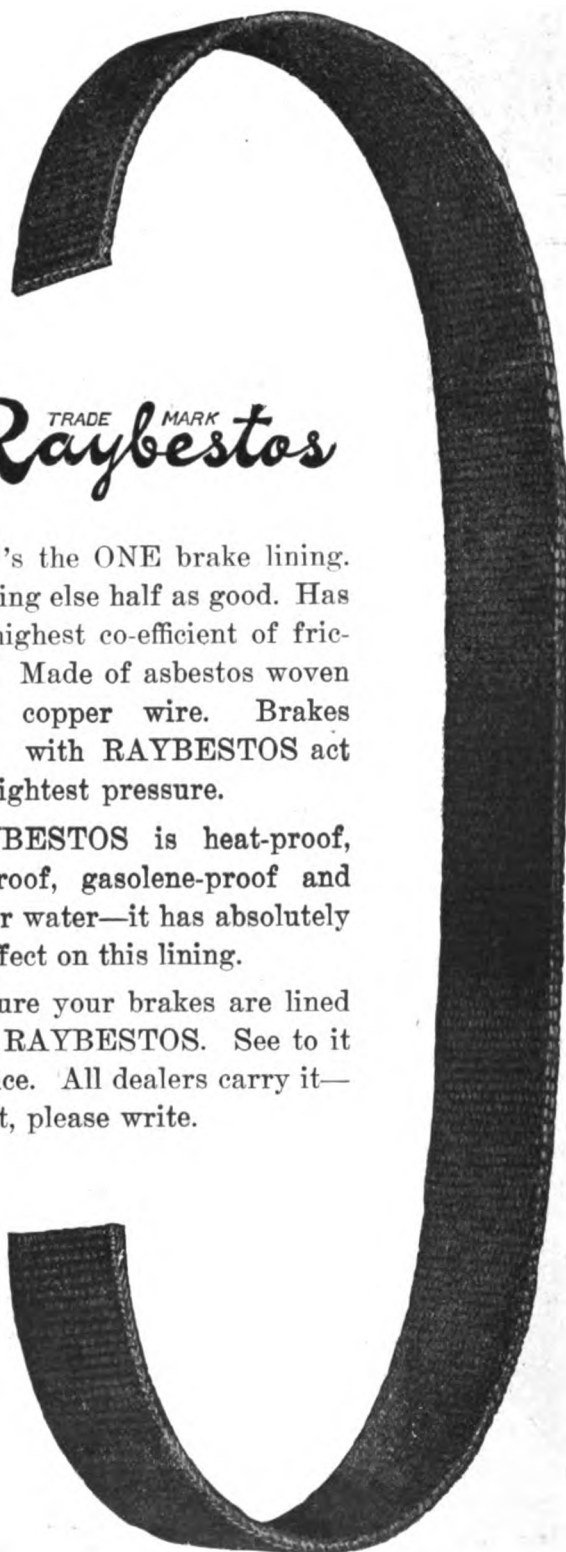 TRADE MARK
Raybestos
's the ONE brake lining.
ing else half as good. Has
highest co-efficient of fric-
Made of asbestos woven
copper wire. Brakes
with RAYBESTOS act
ightest pressure.
BESTOS is heat-proof,
roof, gasolene-proof and
r water—it has absolutely
ffect on this lining.
ure your brakes are lined
RAYBESTOS. See to it
ce. All dealers carry it—
t, please write.